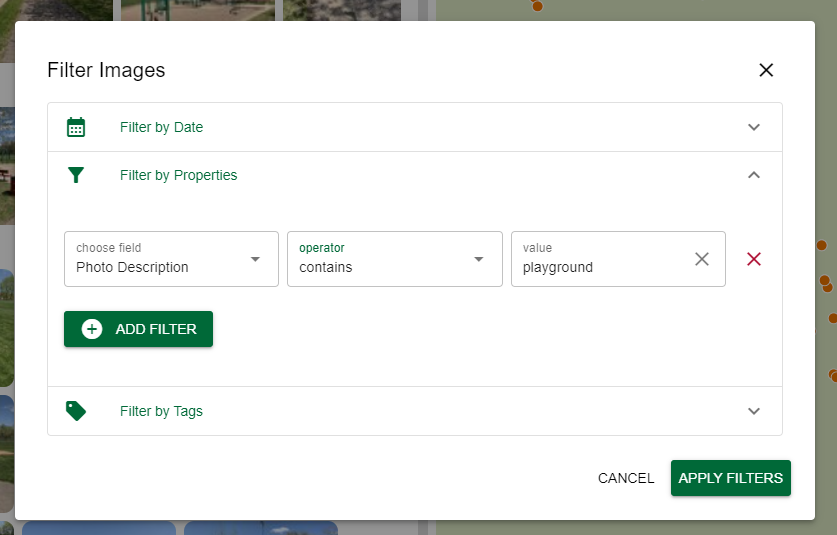 Filter Images
Filter by Date
Filter by Properties
choose field
Photo Description
operator
contains
value
playground
ADD FILTER
Filter by Tags
CANCEL
APPLY FILTERS